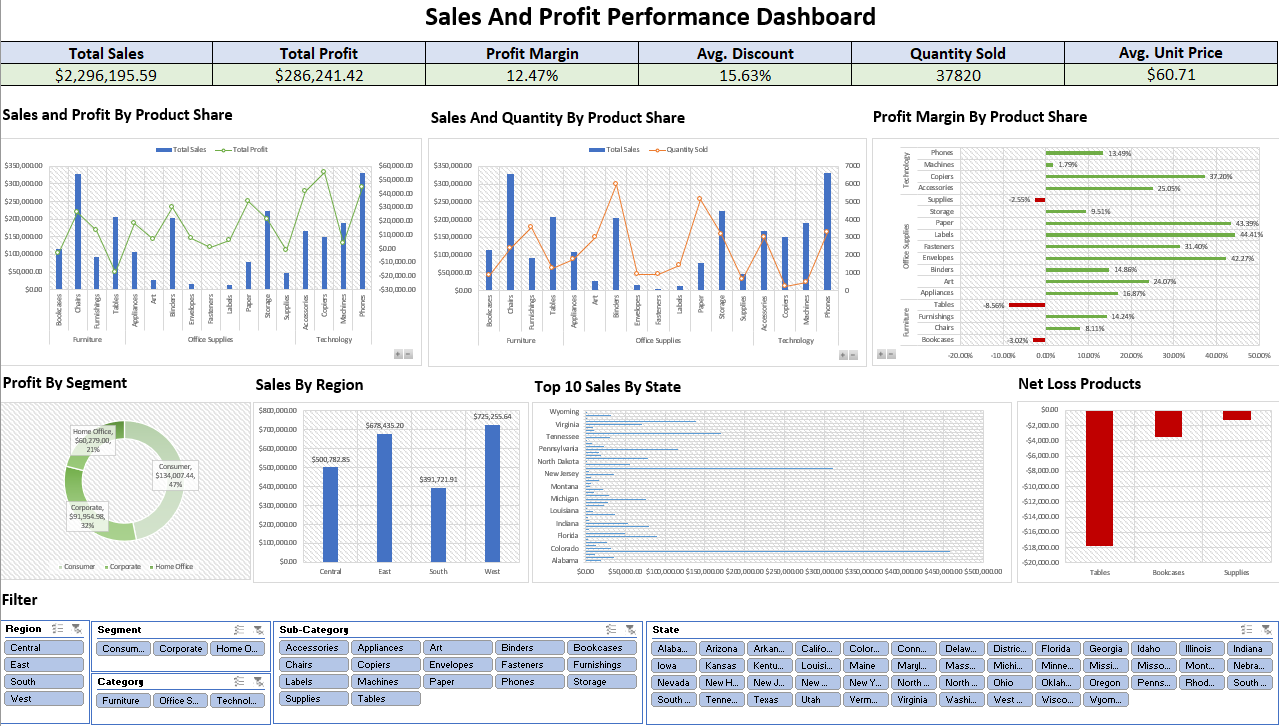 Sales And Profit Performance Dashboard
Total Sales Total Profit Profit Margin Avg. Discount Quantity Sold Avg. Unit Price
$2,296,195.59 $286,241.42 12.47% 15.63% 37820 $60.71
Sales and Profit By Product Share
Total Sales Total Profit
$350,000.00
$300,000.00
$250,000.00
$200,000.00
$150,000.00
$100,000.00
$50,000.00
$0.00
$60,000.00
$50,000.00
$40,000.00
$30,000.00
$20,000.00
$10,000.00
$0.00
-$10,000.00
-$20,000.00
-$30,000.00
Bookcases
Chairs
Furnishings
Tables
Appliances
Art
Binders
Envelopes
Fasteners
Labels
Paper
Storage
Supplies
Accessories
Copiers
Machines
Phones
Furniture Office Supplies Technology
Sales And Quantity By Product Share
Total Sales Quantity Sold
$350,000.00
$300,000.00
$250,000.00
$200,000.00
$150,000.00
$100,000.00
$50,000.00
$0.00
7000
6000
5000
4000
3000
2000
1000
0
Bookcases
Chairs
Furnishings
Tables
Appliances
Art
Binders
Envelopes
Fasteners
Labels
Paper
Storage
Supplies
Accessories
Copiers
Machines
Phones
Furniture Office Supplies Technology
Profit Margin By Product Share
Technology
Phones 13.49%
Machines 1.79%
Copiers 37.20%
Accessories 25.05%
Office Supplies
Supplies -2.55%
Storage 9.51%
Paper 43.39%
Labels 44.41%
Fasteners 31.40%
Envelopes 42.27%
Binders 14.86%
Art 24.07%
Appliances 16.87%
Furniture
Tables -8.56%
Furnishings 14.24%
Chairs 8.11%
Bookcases -3.02%
-20.00% -10.00% 0.00% 10.00% 20.00% 30.00% 40.00% 50.00%
Profit By Segment
Home Office,
$60,279.00,
21%
Consumer,
$134,007.44,
47%
Corporate,
$91,954.98,
32%
Consumer Corporate Home Office
Sales By Region
$800,000.00
$700,000.00
$600,000.00
$500,000.00
$400,000.00
$300,000.00
$200,000.00
$100,000.00
$0.00
$500,782.85
$678,435.20
$391,721.91
$725,255.64
Central East South West
Top 10 Sales By State
Wyoming
Virginia
Tennessee
Pennsylvania
North Dakota
New Jersey
Montana
Michigan
Louisiana
Indiana
Florida
Colorado
Alabama
$0.00 $50,000.00 $100,000.00 $150,000.00 $200,000.00 $250,000.00 $300,000.00 $350,000.00 $400,000.00 $450,000.00 $500,000.00
Net Loss Products
$0.00
-$2,000.00
-$4,000.00
-$6,000.00
-$8,000.00
-$10,000.00
-$12,000.00
-$14,000.00
-$16,000.00
-$18,000.00
-$20,000.00
Tables Bookcases Supplies
Filter
Region
Central
East
South
West
Segment
Consum... Corporate Home O...
Category
Furniture Office S... Technol...
Sub-Category
Accessories Appliances Art Binders Bookcases
Chairs Copiers Envelopes Fasteners Furnishings
Labels Machines Paper Phones Storage
Supplies Tables
State
Alaba... Arizona Arkan... Califo... Color... Conn... Delaw... Distric... Florida Georgia Idaho Illinois Indiana
Iowa Kansas Kentu... Louisi... Maine Maryl... Mass... Michi... Minne... Missi... Misso... Mont... Nebra...
Nevada New H... New J... New ... New Y... North ... North ... Ohio Oklah... Oregon Penns... Rhod... South ...
South ... Tenne... Texas Utah Verm... Virginia Washi... West ... Wisco... Wyom...